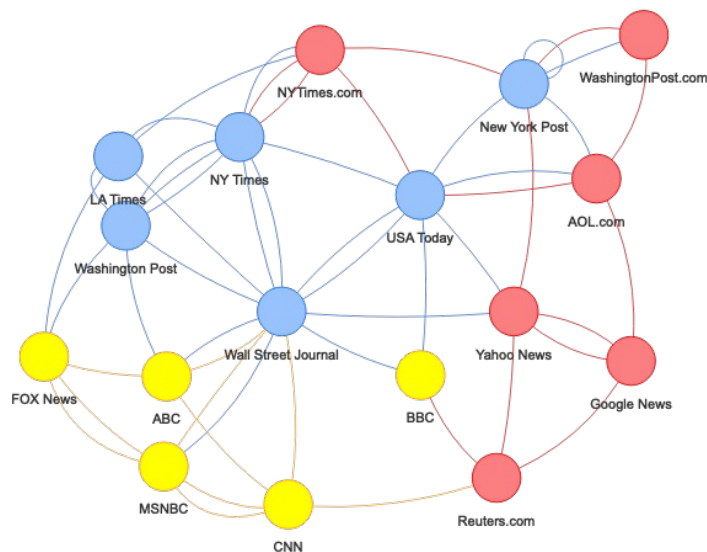 WashingtonPost.com
NYTimes.com
New York Post
NY Times
LA Times
AOL.com
USA Today
Washington Post
Wall Street Journal
Yahoo News
FOX News
ABC
BBC
Google News
MSNBC
Reuters.com
CNN